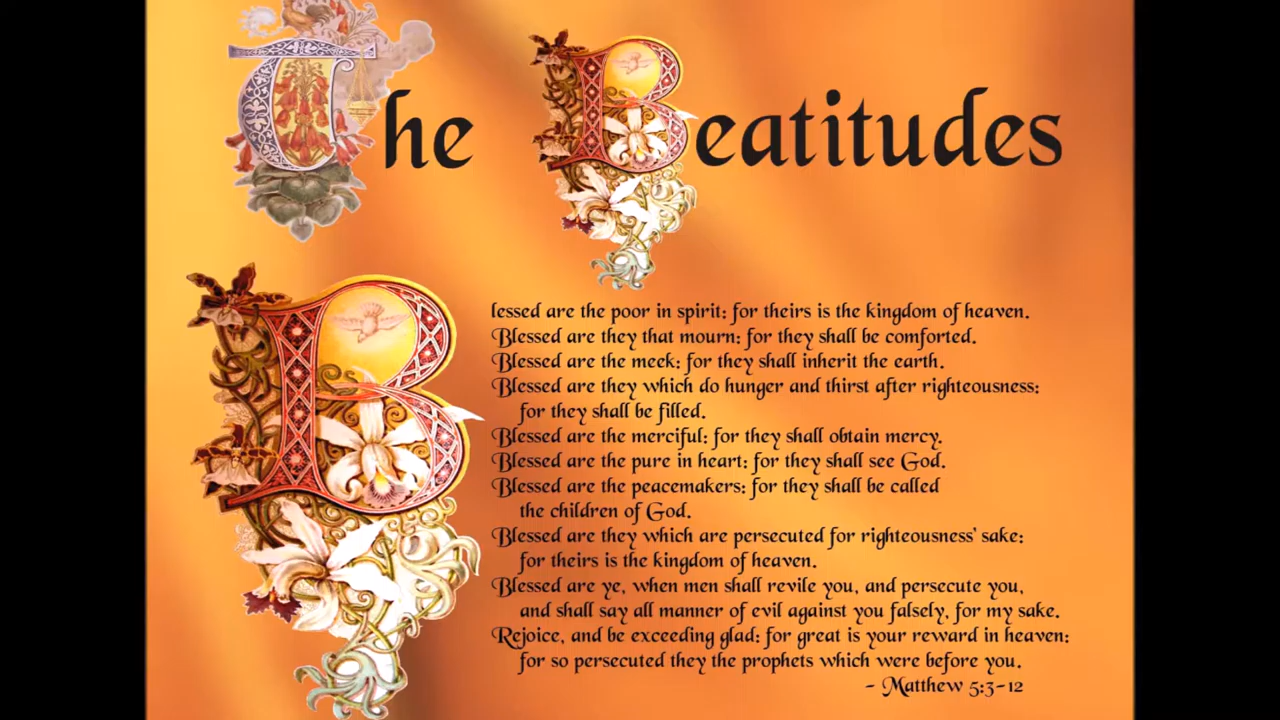 The Beatitudes
Blessed are the poor in spirit: for theirs is the kingdom of heaven.
Blessed are they that mourn: for they shall be comforted.
Blessed are the meek: for they shall inherit the earth.
Blessed are they which do hunger and thirst after righteousness:
for they shall be filled.
Blessed are the merciful: for they shall obtain mercy.
Blessed are the pure in heart: for they shall see God.
Blessed are the peacemakers: for they shall be called
the children of God.
Blessed are they which are persecuted for righteousness' sake:
for theirs is the kingdom of heaven.
Blessed are ye, when men shall revile you, and persecute you,
and shall say all manner of evil against you falsely, for my sake.
Rejoice, and be exceeding glad: for great is your reward in heaven:
for so persecuted they the prophets which were before you.
- Matthew 5:3-12